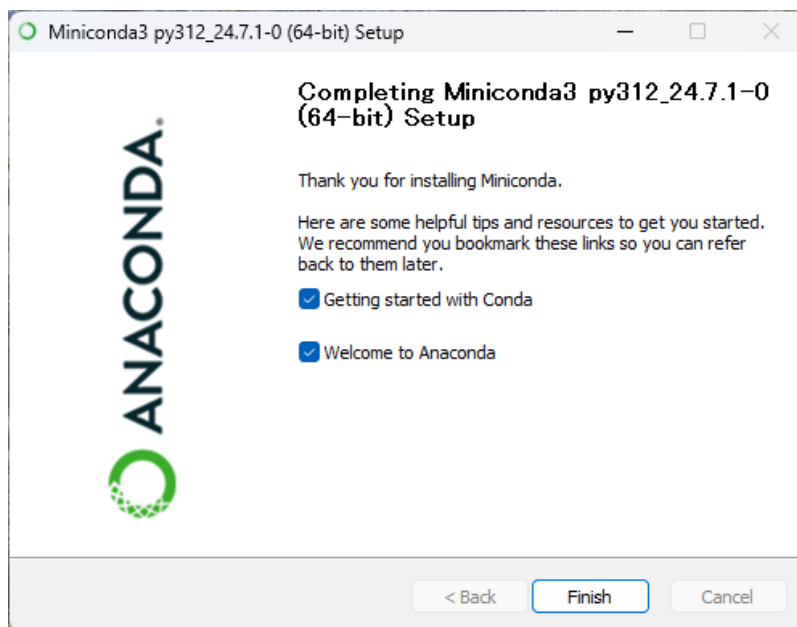 Miniconda3 py312_24.7.1-0 (64-bit) Setup
Completing Miniconda3 py312_24.7.1-0
(64-bit) Setup
ANACONDA.
Thank you for installing Miniconda.
Here are some helpful tips and resources to get you started.
We recommend you bookmark these links so you can refer
back to them later.
Getting started with Conda
Welcome to Anaconda
< Back
Finish
Cancel